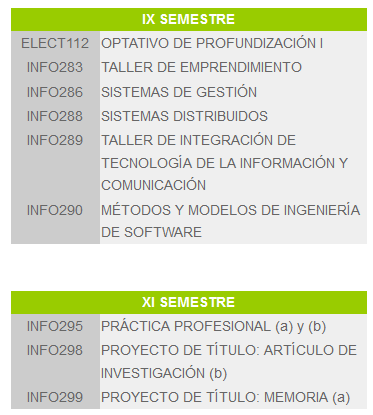 IX SEMESTRE
ELECT112 OPTATIVO DE PROFUNDIZACIÓN I
INFO283 TALLER DE EMPRENDIMIENTO
INFO286 SISTEMAS DE GESTIÓN
INFO288 SISTEMAS DISTRIBUIDOS
INFO289 TALLER DE INTEGRACIÓN DE
TECNOLOGÍA DE LA INFORMACIÓN Y
COMUNICACIÓN
INFO290 MÉTODOS Y MODELOS DE INGENIERÍA
DE SOFTWARE
XI SEMESTRE
INFO295 PRÁCTICA PROFESIONAL (a) y (b)
INFO298 PROYECTO DE TÍTULO: ARTÍCULO DE
INVESTIGACIÓN (b)
INFO299 PROYECTO DE TÍTULO: MEMORIA (a)